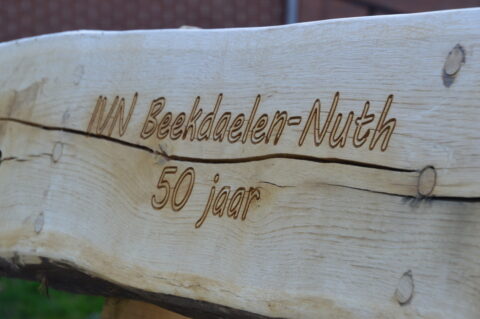 IVN Beekdaelen-Nuth
50 jaar